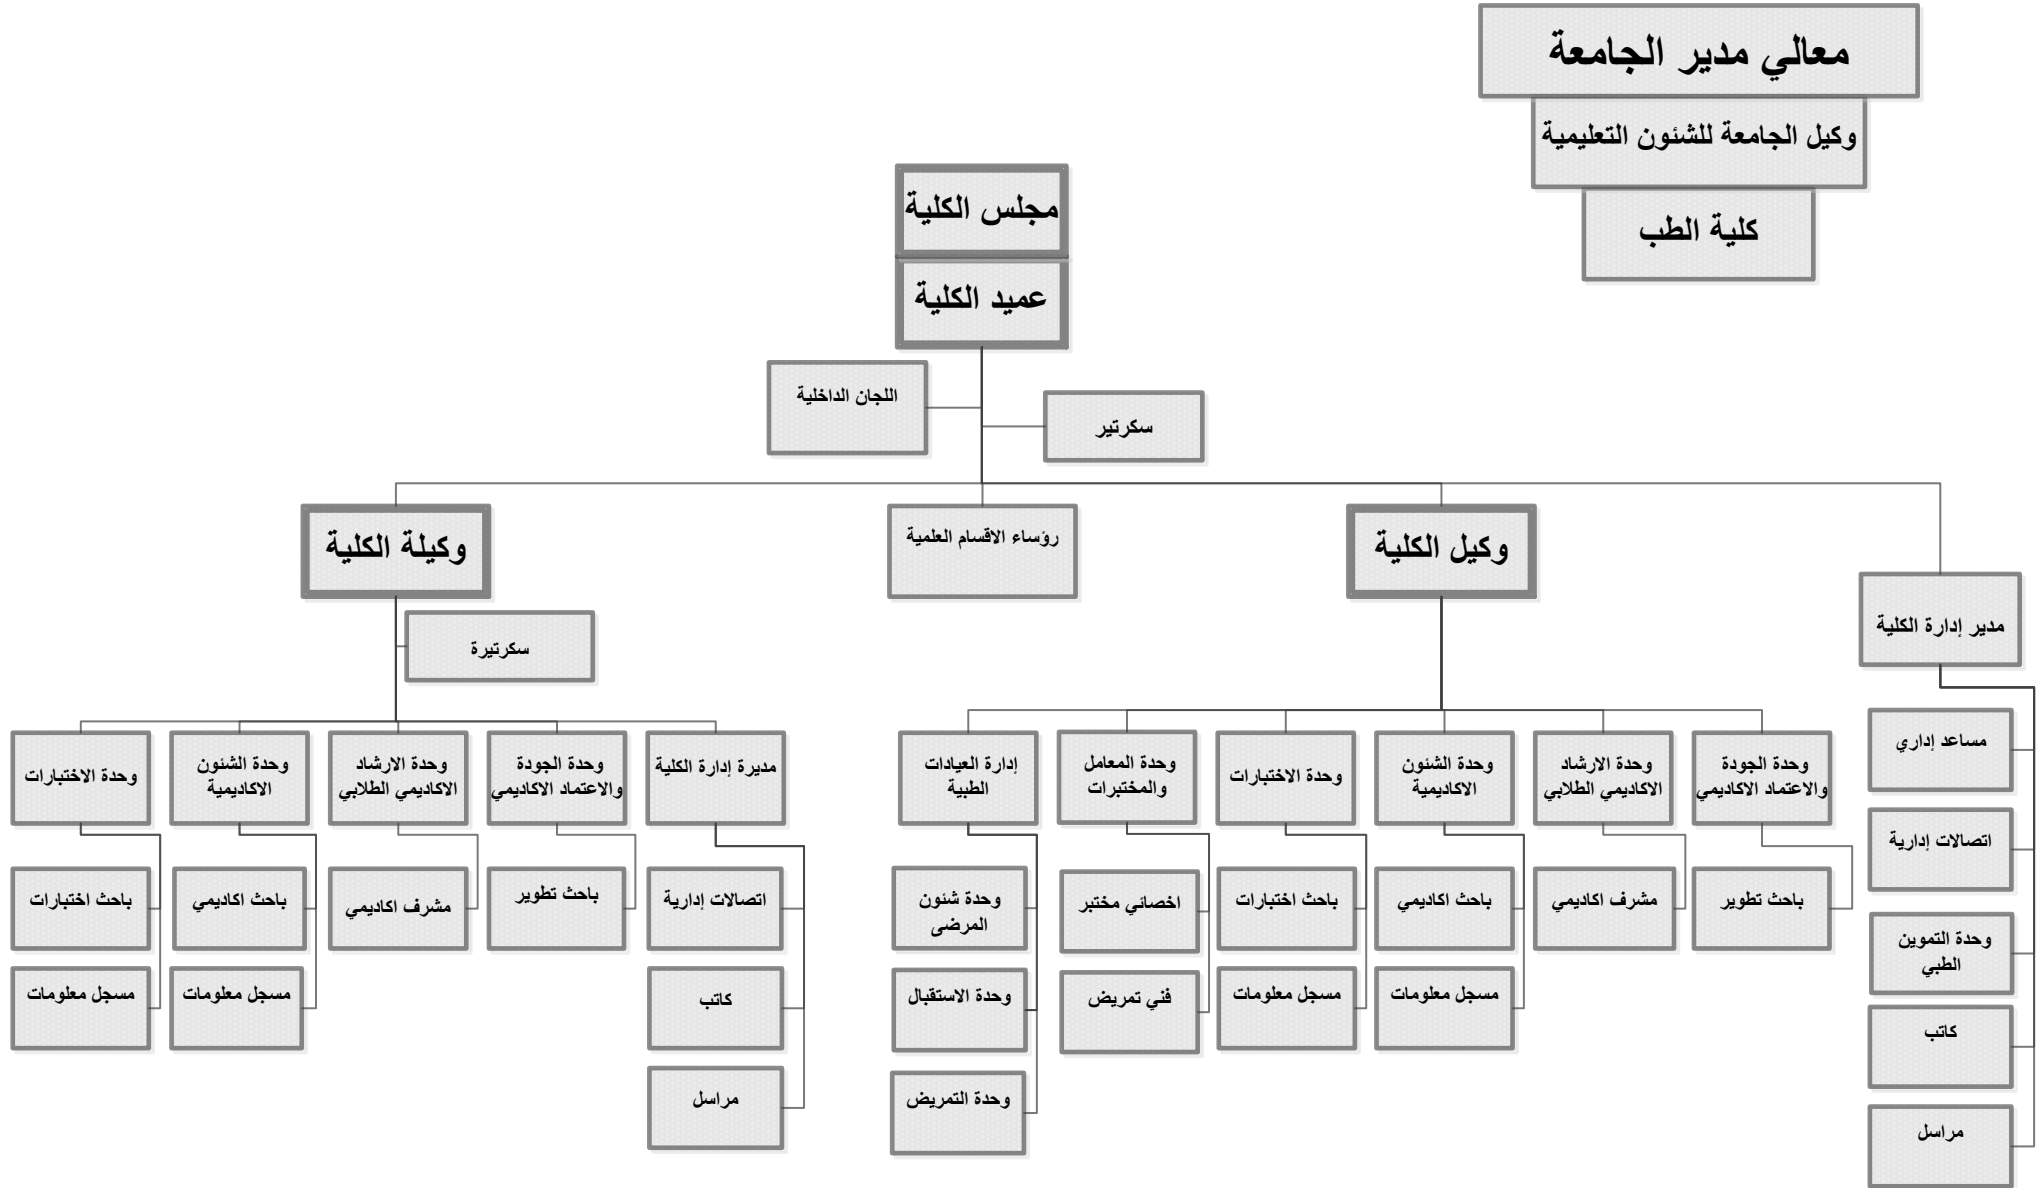 معالي مدير الجامعة
وكيل الجامعة للشئون التعليمية
كلية الطب
مجلس الكلية
عميد الكلية
اللجان الداخلية
سكرتير
مدير إدارة الكلية
وكيل الكلية
رؤساء الاقسام العلمية
وكيلة الكلية
سكرتيرة
مساعد إداري
اتصالات إدارية
وحدة التموين
الطبي
كاتب
مراسل
وحدة الجودة
والاعتماد الاكاديمي
باحث تطوير
وحدة الارشاد
الاكاديمي الطلابي
مشرف اكاديمي
وحدة الشئون
الاكاديمية
باحث اكاديمي
مسجل معلومات
وحدة الاختبارات
باحث اختبارات
مسجل معلومات
وحدة المعامل
والمختبرات
اخصائي مختبر
فني تمريض
إدارة العيادات
الطبية
وحدة شئون
المرضى
وحدة الاستقبال
وحدة التمريض
مديرة إدارة الكلية
اتصالات إدارية
كاتب
مراسل
وحدة الجودة
والاعتماد الاكاديمي
باحث تطوير
وحدة الارشاد
الاكاديمي الطلابي
مشرف اكاديمي
وحدة الشئون
الاكاديمية
باحث اكاديمي
مسجل معلومات
وحدة الاختبارات
باحث اختبارات
مسجل معلومات